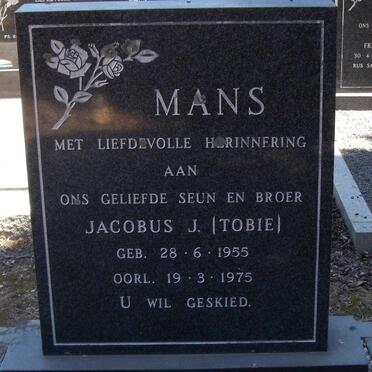 MANS
MET LIEFDEVOLLE HERINNERING
AAN
ONS GELIEFDE SEUN EN BROER
JACOBUS J. (TOBIE)
GEB. 28·6·1955
OORL. 19·3·1975
U WIL GESKIED.